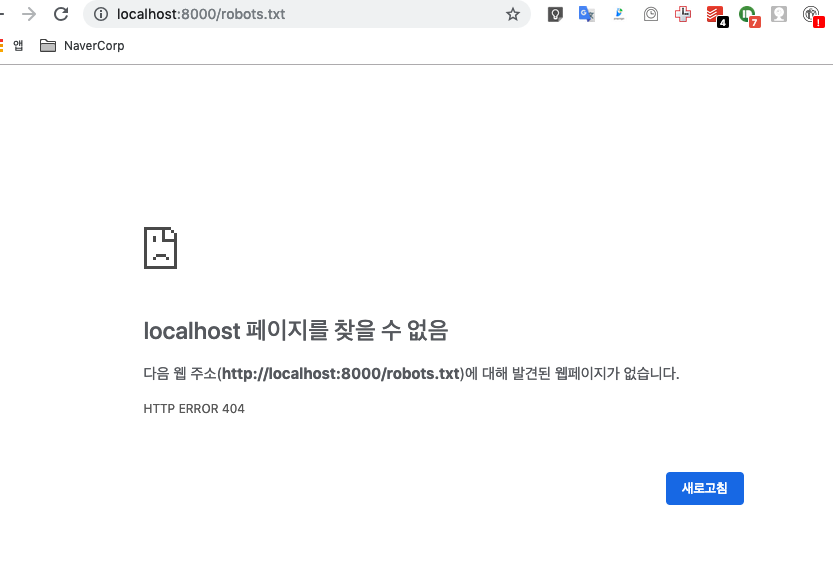 localhost:8000/robots.txt
4
7
!
앱
NaverCorp
localhost 페이지를 찾을 수 없음
다음 웹 주소(http://localhost:8000/robots.txt)에 대해 발견된 웹페이지가 없습니다.
HTTP ERROR 404
새로고침